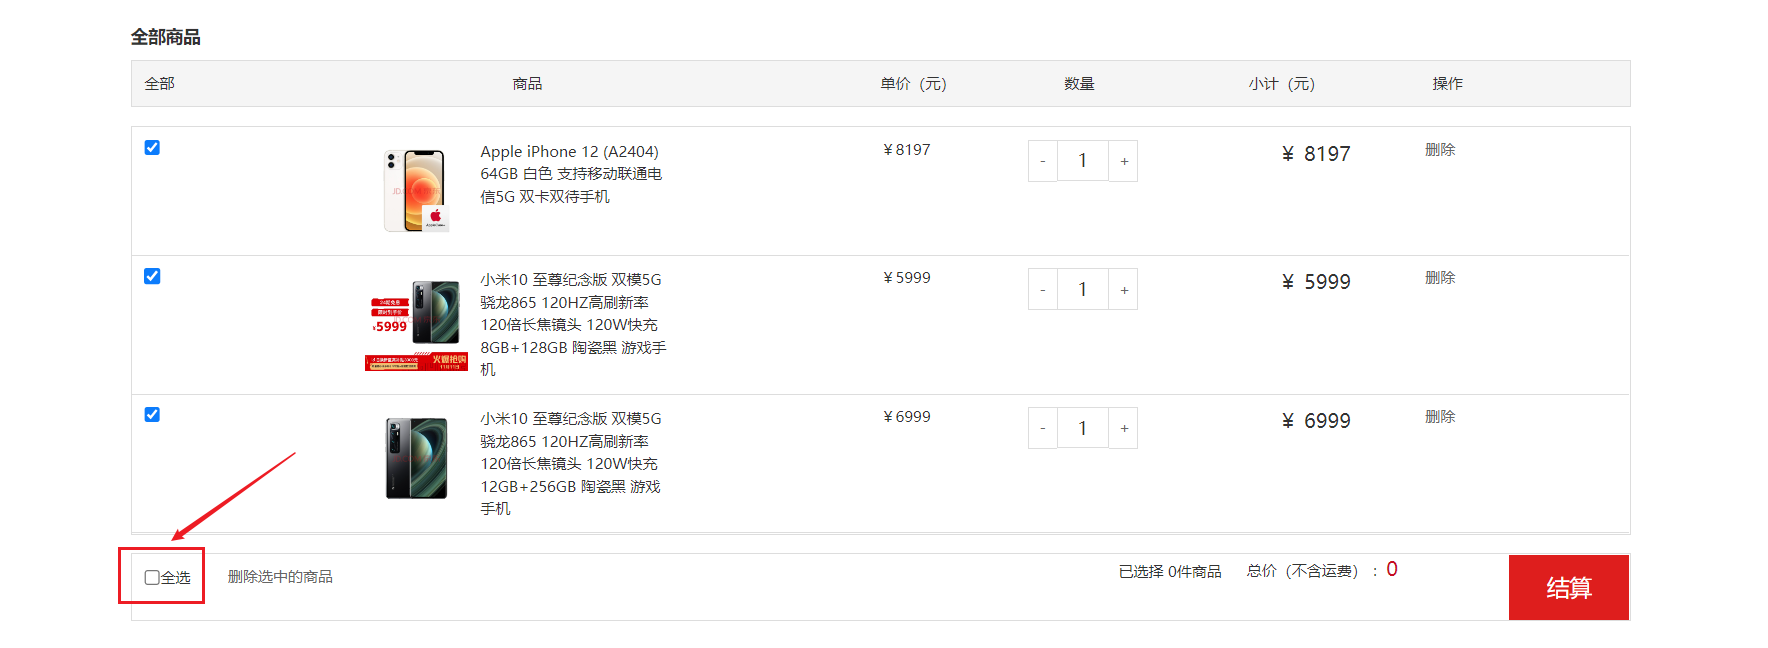 全部商品
全部 商品 单价（元） 数量 小计（元） 操作
Apple iPhone 12 (A2404)
64GB 白色 支持移动联通电
信5G 双卡双待手机
￥8197
- 1 +
￥ 8197
删除
小米10 至尊纪念版 双模5G
骁龙865 120HZ高刷新率
120倍长焦镜头 120W快充
8GB+128GB 陶瓷黑 游戏手
机
￥5999
- 1 +
￥ 5999
删除
¥5999
火爆抢购
小米10 至尊纪念版 双模5G
骁龙865 120HZ高刷新率
120倍长焦镜头 120W快充
12GB+256GB 陶瓷黑 游戏
手机
￥6999
- 1 +
￥ 6999
删除
全选 删除选中的商品 已选择 0件商品 总价（不含运费）：0 结算